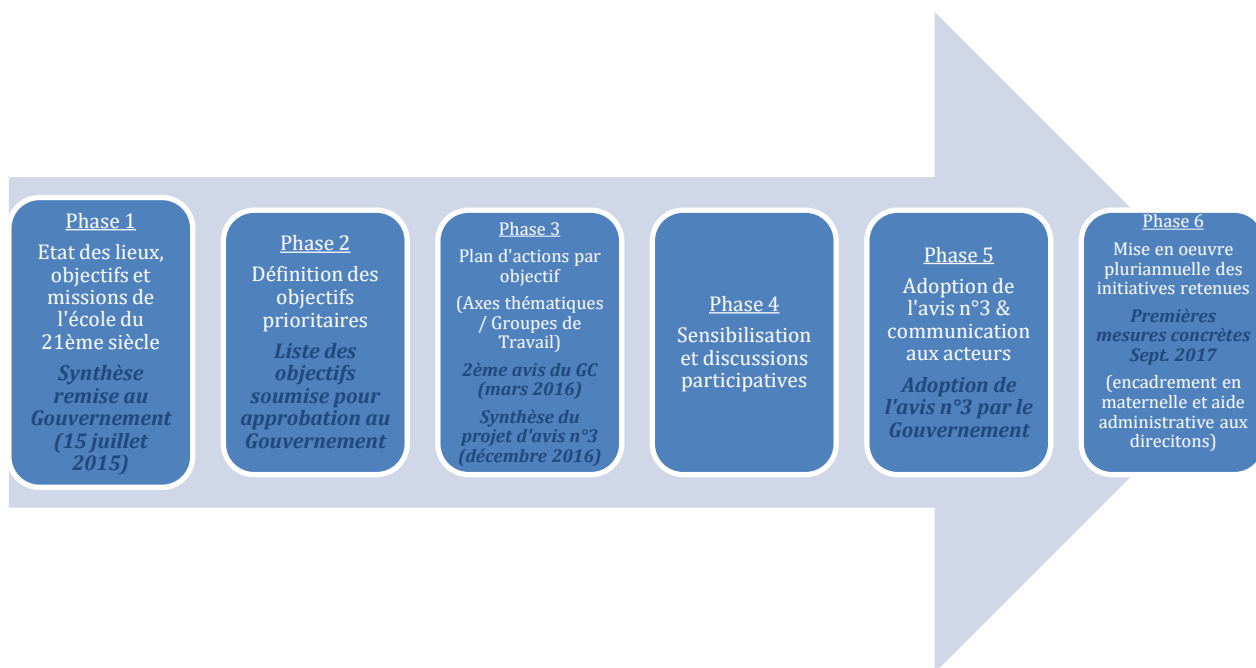 Phase 1
Etat des lieux,
objectifs et
missions de
l'école du
21ème siècle
Synthèse
remise au
Gouvernement
(15 juillet
2015)
Phase 2
Définition des
objectifs
prioritaires
Liste des
objectifs
soumise pour
approbation au
Gouvernement
Phase 3
Plan d'actions par
objectif
(Axes thématiques
/ Groupes de
Travail)
2ème avis du GC
(mars 2016)
Synthèse du
projet d'avis n°3
(décembre 2016)
Phase 4
Sensibilisation
et discussions
participatives
Phase 5
Adoption de
l'avis n°3 &
communication
aux acteurs
Adoption de
l'avis n°3 par le
Gouvernement
Phase 6
Mise en oeuvre
pluriannuelle des
initiatives retenues
Premières
mesures concrètes
Sept. 2017
(encadrement en
maternelle et aide
administrative aux
direcitons)